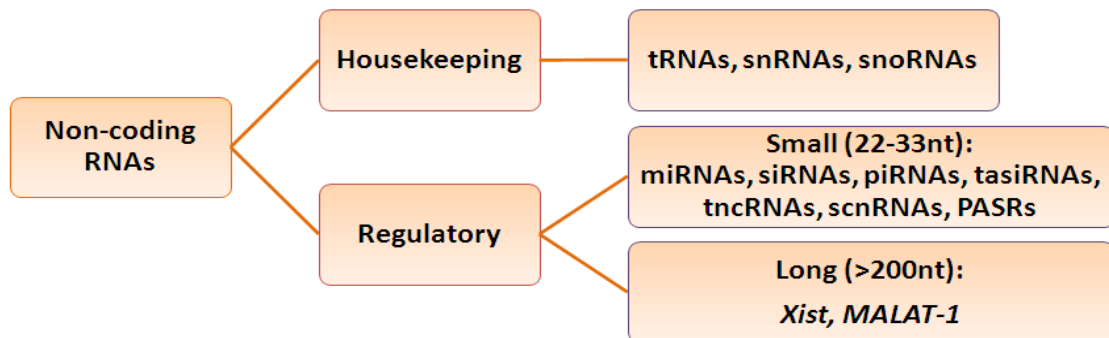 Non-coding
RNAs
Housekeeping
tRNAs, snRNAs, snoRNAs
Regulatory
Small (22-33nt):
miRNAs, siRNAs, piRNAs, tasiRNAs,
tncRNAs, scnRNAs, PASRs
Long (>200nt):
Xist, MALAT-1